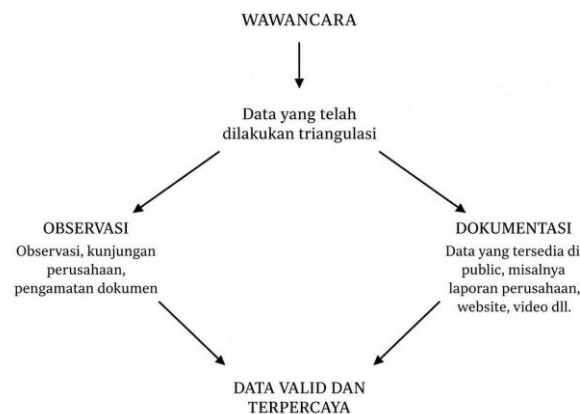 WAWANCARA
Data yang telah
dilakukan triangulasi
OBSERVASI
Observasi, kunjungan
perusahaan,
pengamatan dokumen
DOKUMENTASI
Data yang tersedia di
public, misalnya
laporan perusahaan,
website, video dll.
DATA VALID DAN
TERPERCAYA